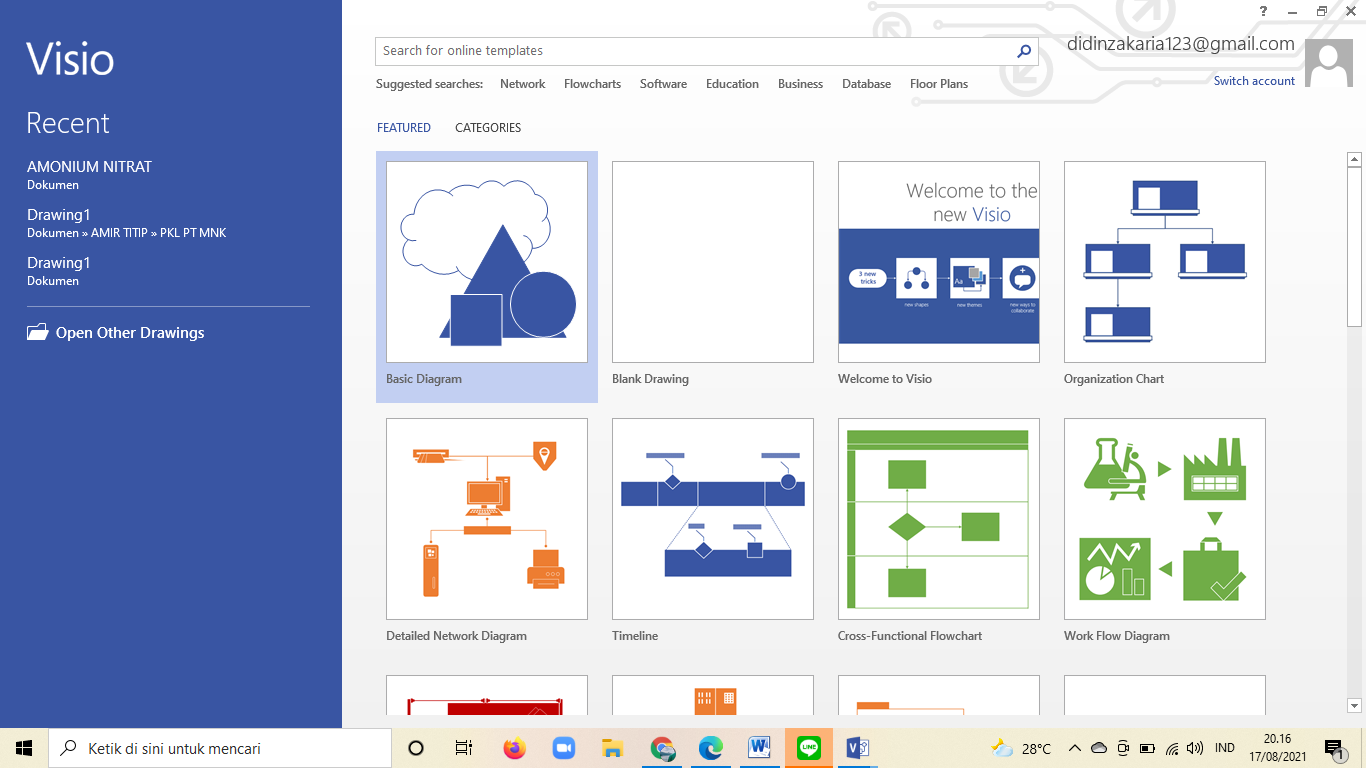 Visio
Recent
AMONIUM NITRAT
Dokumen
Drawing1
Dokumen » AMIR TITIP » PKL PT MNK
Drawing1
Dokumen
Open Other Drawings
?
didinzakaria123@gmail.com
Switch account
Search for online templates
Suggested searches: Network Flowcharts Software Education Business Database Floor Plans
FEATURED CATEGORIES
Welcome to the
new Visio
3 new
tricks
Aa
new shapes
new themes
new ways to
collaborate
Basic Diagram
Blank Drawing
Welcome to Visio
Organization Chart
Detailed Network Diagram
Timeline
Cross-Functional Flowchart
Work Flow Diagram
Ketik di sini untuk mencari
28°C
IND
20.16
17/08/2021
1